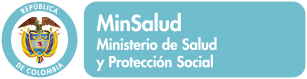 REPÚBLICA
DE COLOMBIA
MinSalud
Ministerio de Salud
y Protección Social